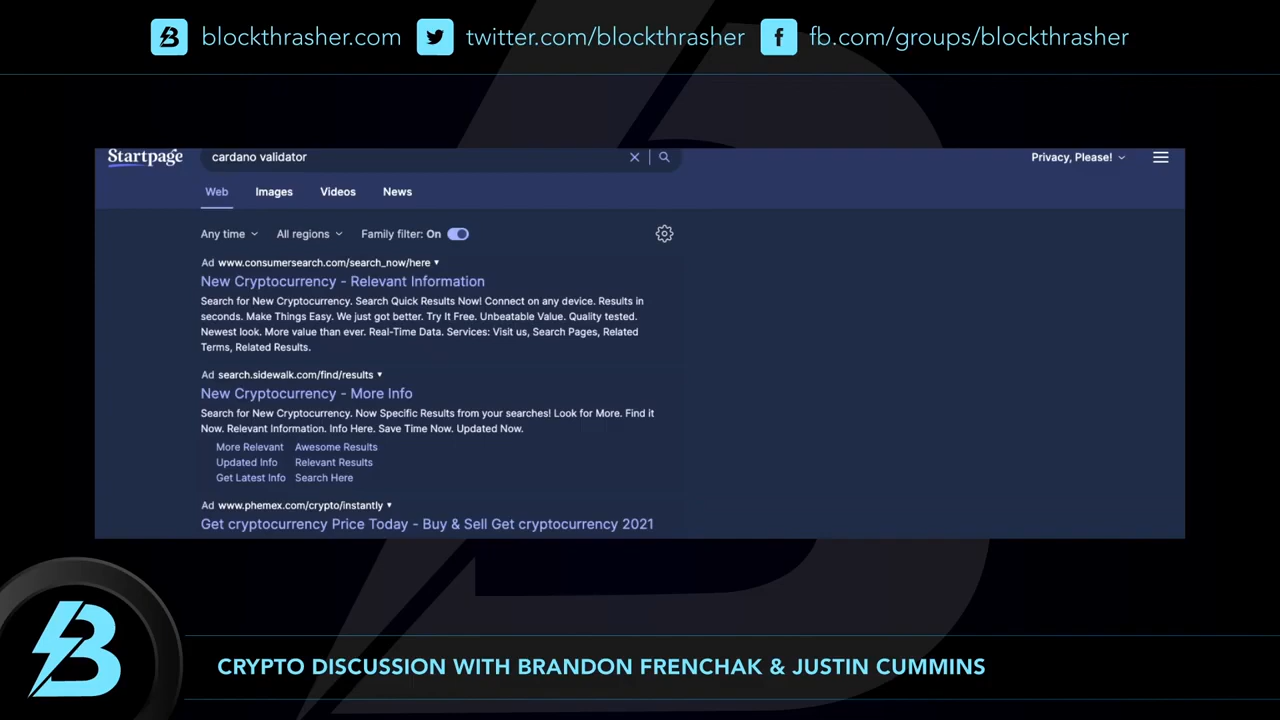 blockthrasher.com twitter.com/blockthrasher fb.com/groups/blockthrasher
Startpage cardano validator Privacy, Please!
Web Images Videos News
Any time All regions Family filter: On
Ad www.consumersearch.com/search_now/here
New Cryptocurrency - Relevant Information
Search for New Cryptocurrency. Search Quick Results Now! Connect on any device. Results in
seconds. Make Things Easy. We just got better. Try It Free. Unbeatable Value. Quality tested.
Newest look. More value than ever. Real-Time Data. Services: Visit us, Search Pages, Related
Terms, Related Results.
Ad search.sidewalk.com/find/results
New Cryptocurrency - More Info
Search for New Cryptocurrency. Now Specific Results from your searches! Look for More. Find it
Now. Relevant Information. Info Here. Save Time Now. Updated Now.
More Relevant Awesome Results
Updated Info Relevant Results
Get Latest Info Search Here
Ad www.phemex.com/crypto/instantly
Get cryptocurrency Price Today - Buy & Sell Get cryptocurrency 2021
CRYPTO DISCUSSION WITH BRANDON FRENCHAK & JUSTIN CUMMINS